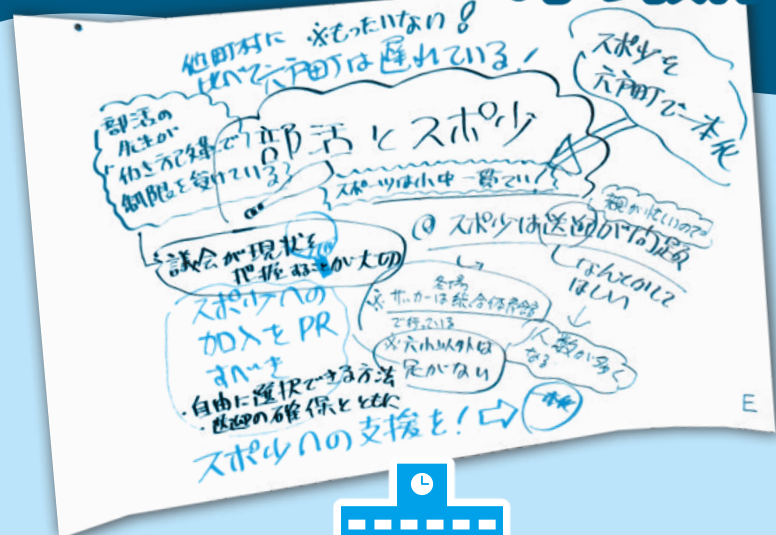 他町村に ※もったいない!
比べて六戸町は遅れている!
スポ少を
六戸町で一本化
部活の
先生が
働き方改革で
制限を受けている
部活とスポ少
スポーツは小中一貫でい!
議会が現状を
把握することが大切
◎スポ少は送迎が問題
親が忙しいので
なんとかして
ほしい
↓
人数が多く
なる
冬場
※サッカーは総合体育館
で行っている
※六小以外は
足がない
スポ少への
加入をPR
すべき
・自由に選択できる方法
・送迎の確保とともに
スポ少への支援を!⇨
E